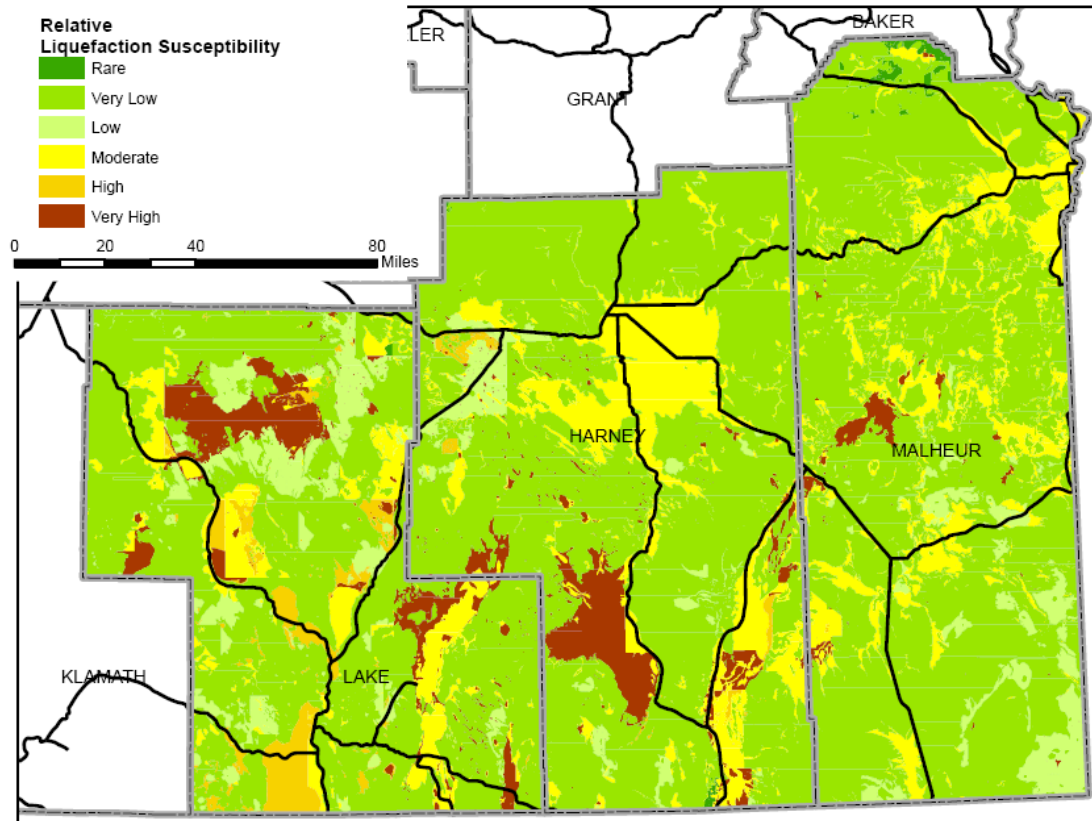 Relative
Liquefaction Susceptibility
Rare
Very Low
Low
Moderate
High
Very High
0 20 40 80
Miles
LER
BAKER
GRANT
HARNEY
MALHEUR
KLAMATH
LAKE